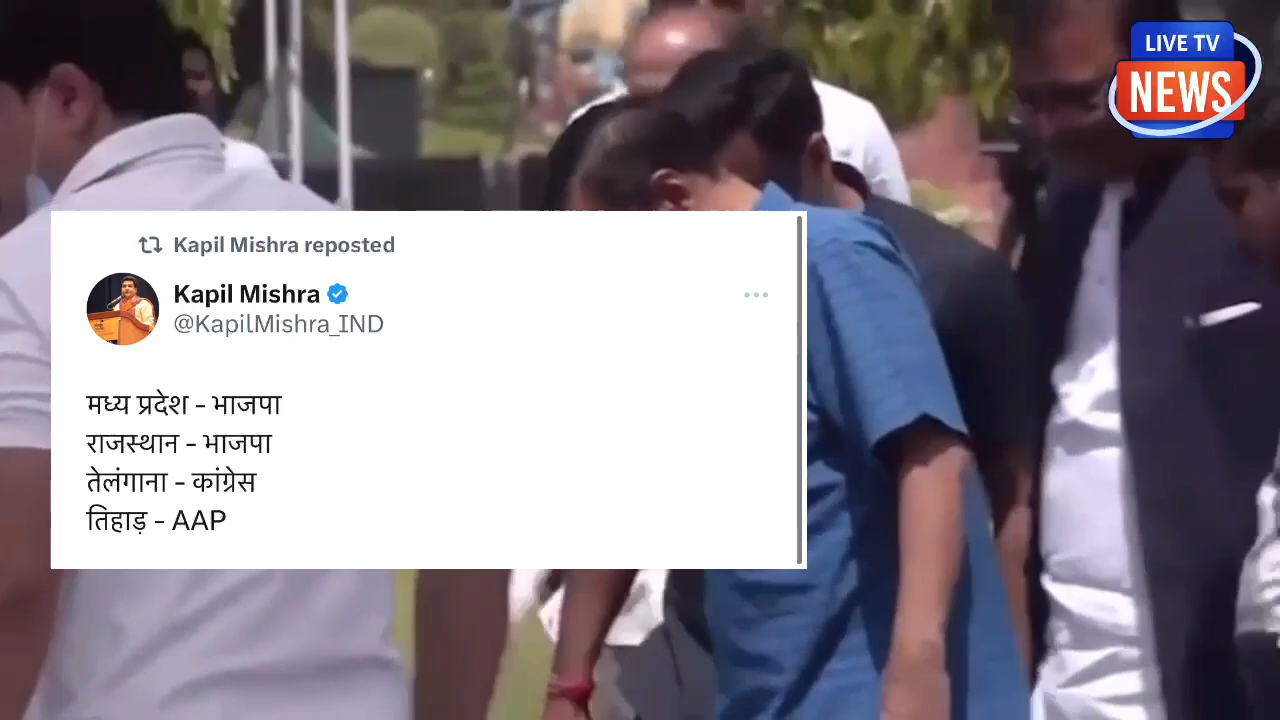 LIVE TV
NEWS
Kapil Mishra reposted
Kapil Mishra
@KapilMishra_IND
मध्य प्रदेश - भाजपा
राजस्थान - भाजपा
तेलंगाना - कांग्रेस
तिहाड़ - AAP